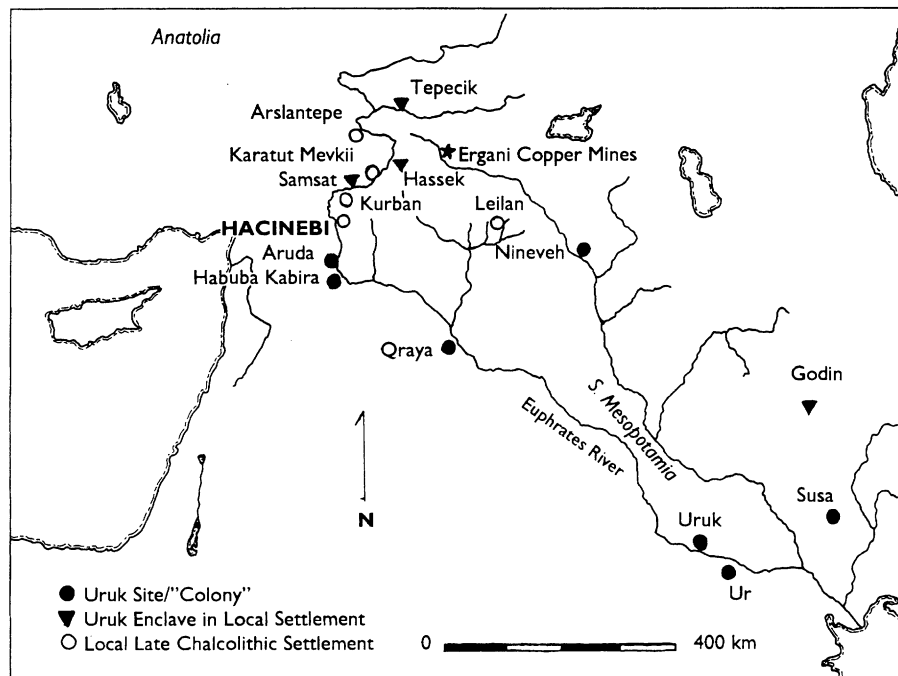 Anatolia
Tepecik
Arslantepe
Karatut Mevkii
Ergani Copper Mines
Samsat
Hassek
Kurban
Leilan
HACINEBI
Nineveh
Aruda
Habuba Kabira
Qraya
Godin
S. Mesopotamia
Euphrates River
Susa
N
Uruk
Ur
Uruk Site/"Colony"
Uruk Enclave in Local Settlement
Local Late Chalcolithic Settlement
0 400 km